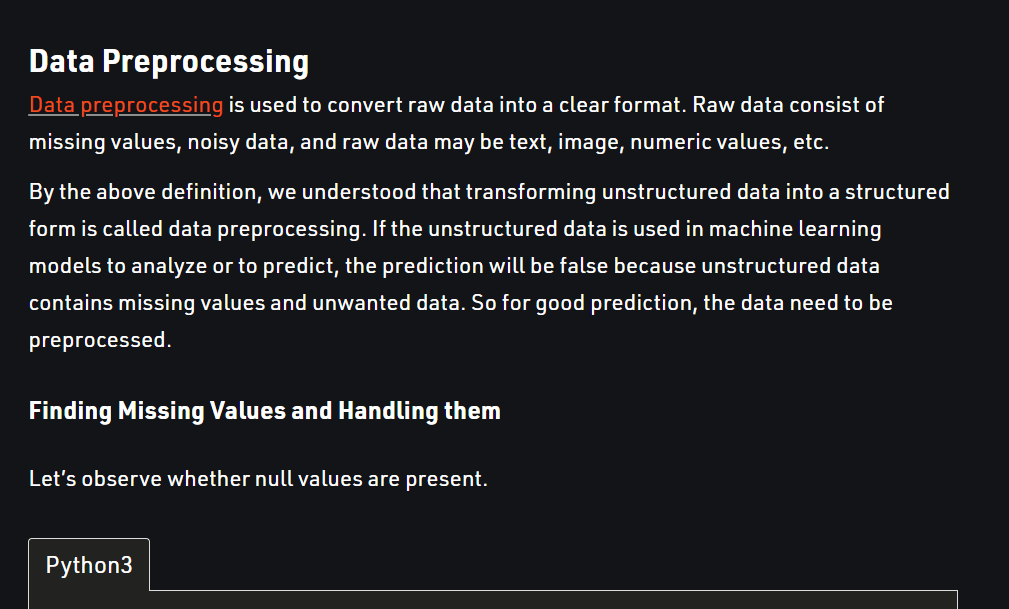 Data Preprocessing
Data preprocessing is used to convert raw data into a clear format. Raw data consist of
missing values, noisy data, and raw data may be text, image, numeric values, etc.
By the above definition, we understood that transforming unstructured data into a structured
form is called data preprocessing. If the unstructured data is used in machine learning
models to analyze or to predict, the prediction will be false because unstructured data
contains missing values and unwanted data. So for good prediction, the data need to be
preprocessed.
Finding Missing Values and Handling them
Let’s observe whether null values are present.
Python3